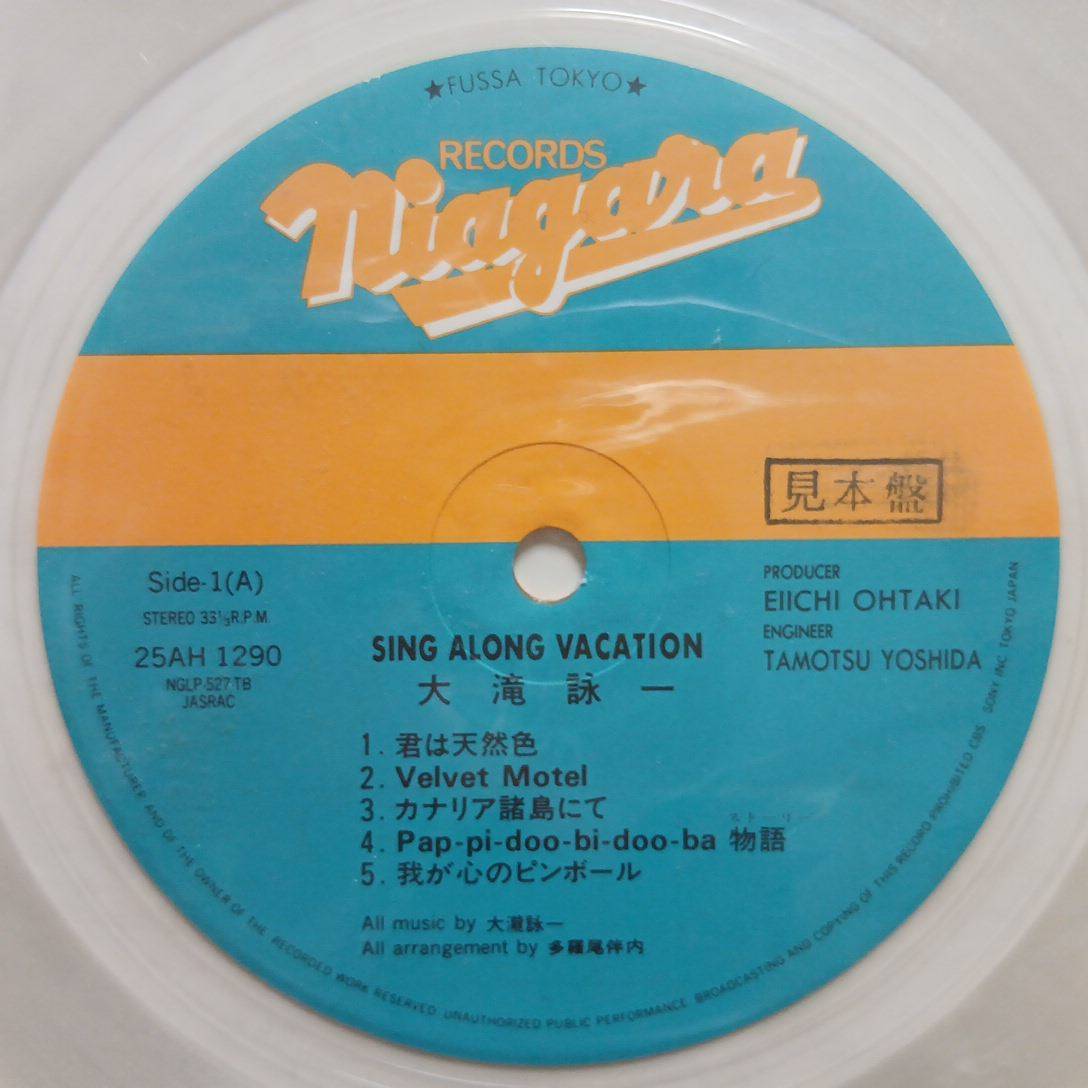 ★FUSSA TOKYO★
RECORDS
Niagara
見本盤
Side-1(A)
STEREO 33⅓R.P.M.
25AH 1290
NGLP-527 TB
JASRAC
PRODUCER
EIICHI OHTAKI
ENGINEER
TAMOTSU YOSHIDA
SING ALONG VACATION
大滝詠一
1. 君は天然色
2. Velvet Motel
3. カナリア諸島にて
ストーリー
4. Pap-pi-doo-bi-doo-ba 物語
5. 我が心のピンボール
All music by 大瀧詠一
All arrangement by 多羅尾伴内
ALL RIGHTS OF THE MANUFACTURER AND OF THE OWNER OF THE RECORDED WORK RESERVED. UNAUTHORIZED PUBLIC PERFORMANCE. BROADCASTING AND COPYING OF THIS RECORD PROHIBITED CBS SONY INC TOKYO JAPAN